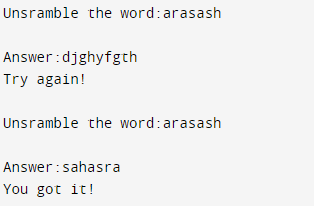 Unsramble the word:arasash
Answer:djghyfgth
Try again!
Unsramble the word:arasash
Answer:sahasra
You got it!